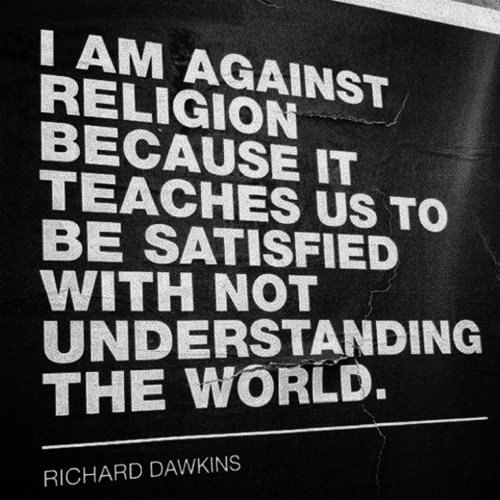 I AM AGAINST
RELIGION
BECAUSE IT
TEACHES US TO
BE SATISFIED
WITH NOT
UNDERSTANDING
THE WORLD.
RICHARD DAWKINS